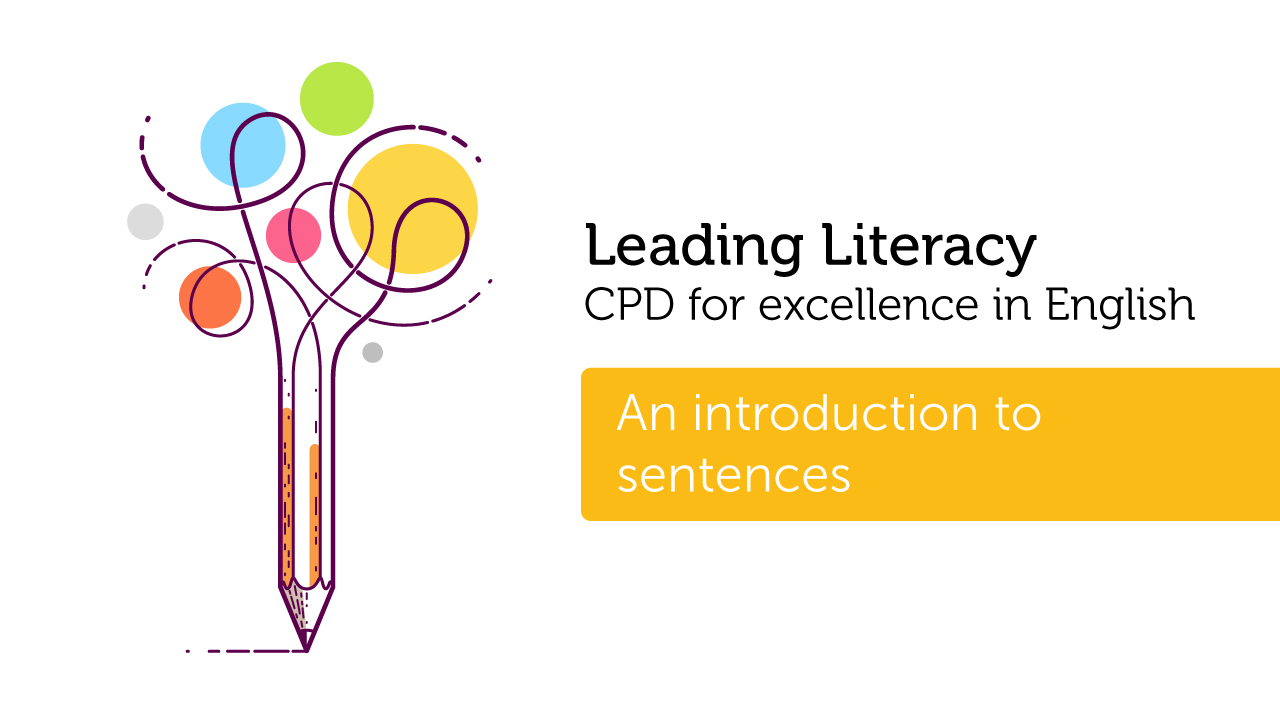 Leading Literacy
CPD for excellence in English
An introduction to
sentences